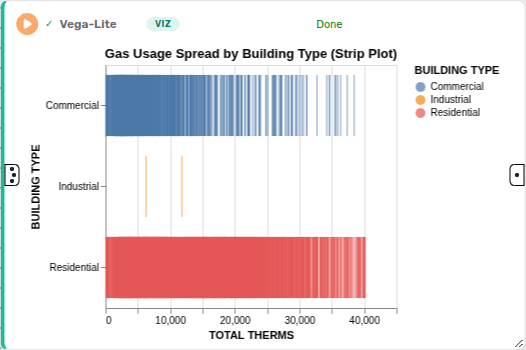 ✓ Vega-Lite VIZ Done
Gas Usage Spread by Building Type (Strip Plot)
BUILDING TYPE
Commercial
Industrial
Residential
BUILDING TYPE
Commercial
Industrial
Residential
0 10,000 20,000 30,000 40,000
TOTAL THERMS